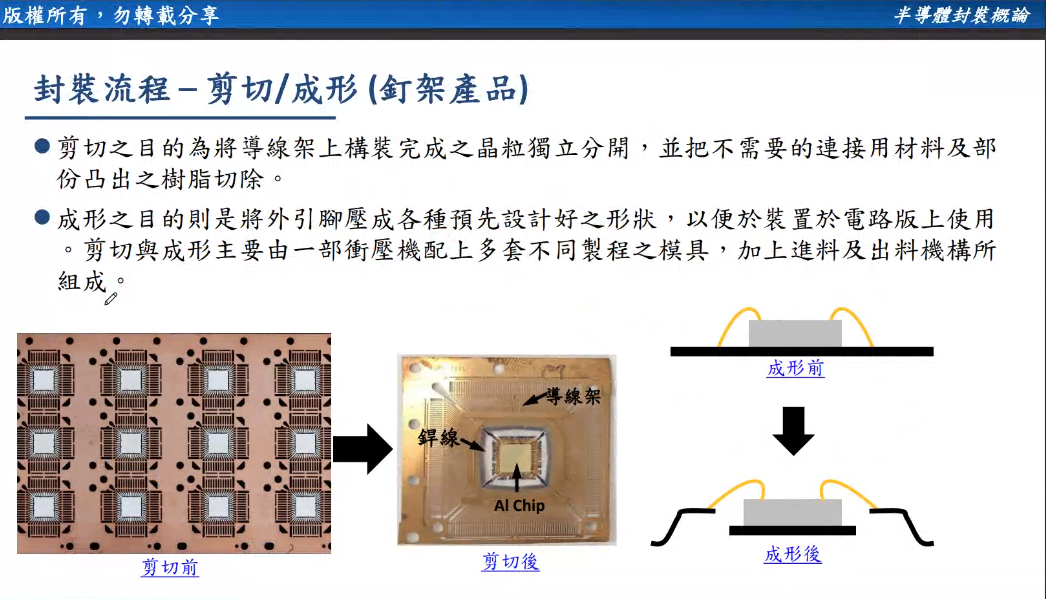 版權所有，勿轉載分享
半導體封裝概論
封裝流程 – 剪切/成形 (釘架產品)
● 剪切之目的為將導線架上構裝完成之晶粒獨立分開，並把不需要的連接用材料及部
份凸出之樹脂切除。
● 成形之目的則是將外引腳壓成各種預先設計好之形狀，以便於裝置於電路版上使用
。剪切與成形主要由一部衝壓機配上多套不同製程之模具，加上進料及出料機構所
組成。
導線架
銲線
Al Chip
剪切前
剪切後
成形前
成形後